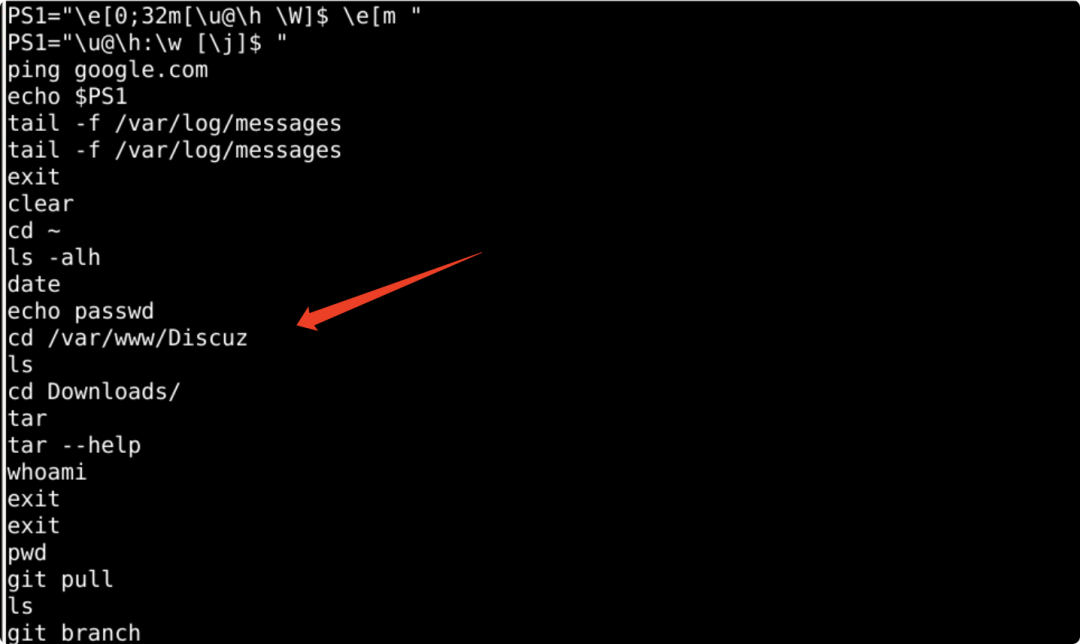 PS1="\e[0;32m[\u@\h \W]$ \e[m "
PS1="\u@\h:\w [\j]$ "
ping google.com
echo $PS1
tail -f /var/log/messages
tail -f /var/log/messages
exit
clear
cd ~
ls -alh
date
echo passwd
cd /var/www/Discuz
ls
cd Downloads/
tar
tar --help
whoami
exit
exit
pwd
git pull
ls
git branch